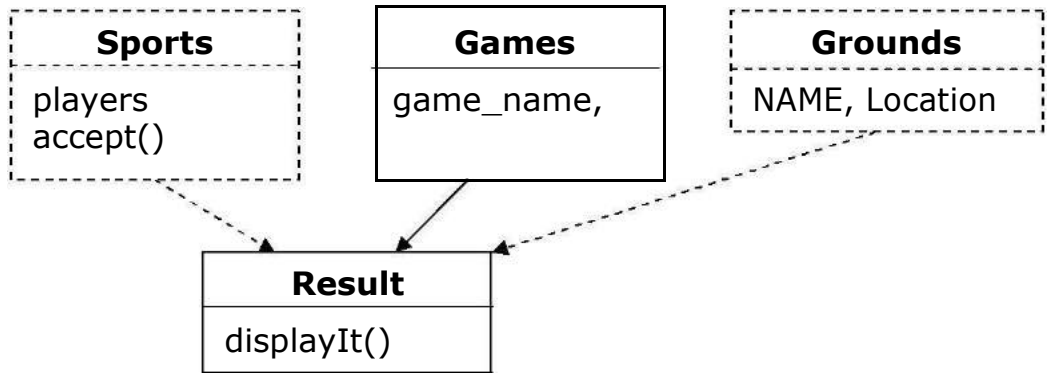 Sports
players
accept()
Games
game_name,
Grounds
NAME, Location
Result
displayIt()